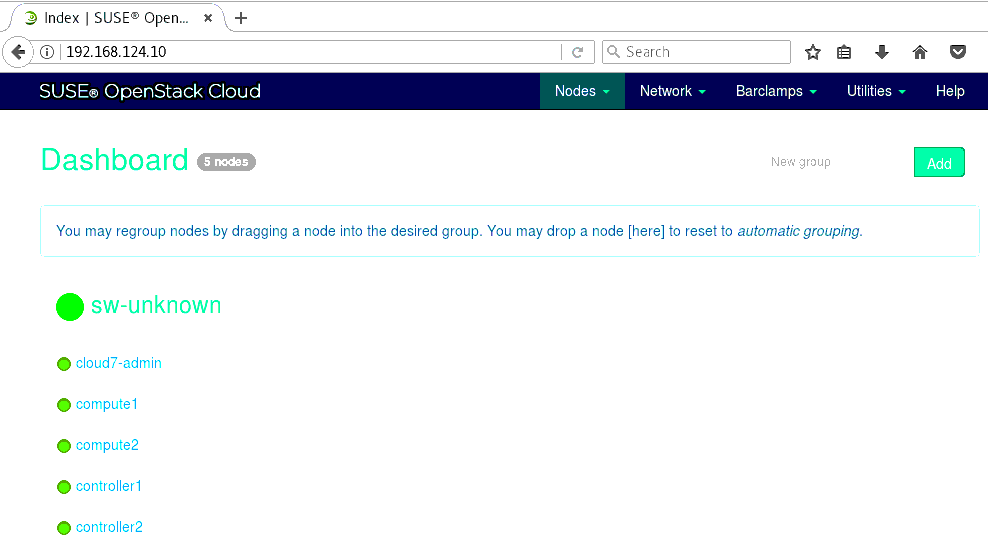 Index | SUSE® Open...
192.168.124.10
Search
SUSE® OpenStack Cloud
Nodes
Network
Barclamps
Utilities
Help
Dashboard
5 nodes
New group
Add
You may regroup nodes by dragging a node into the desired group. You may drop a node [here] to reset to automatic grouping.
sw-unknown
cloud7-admin
compute1
compute2
controller1
controller2